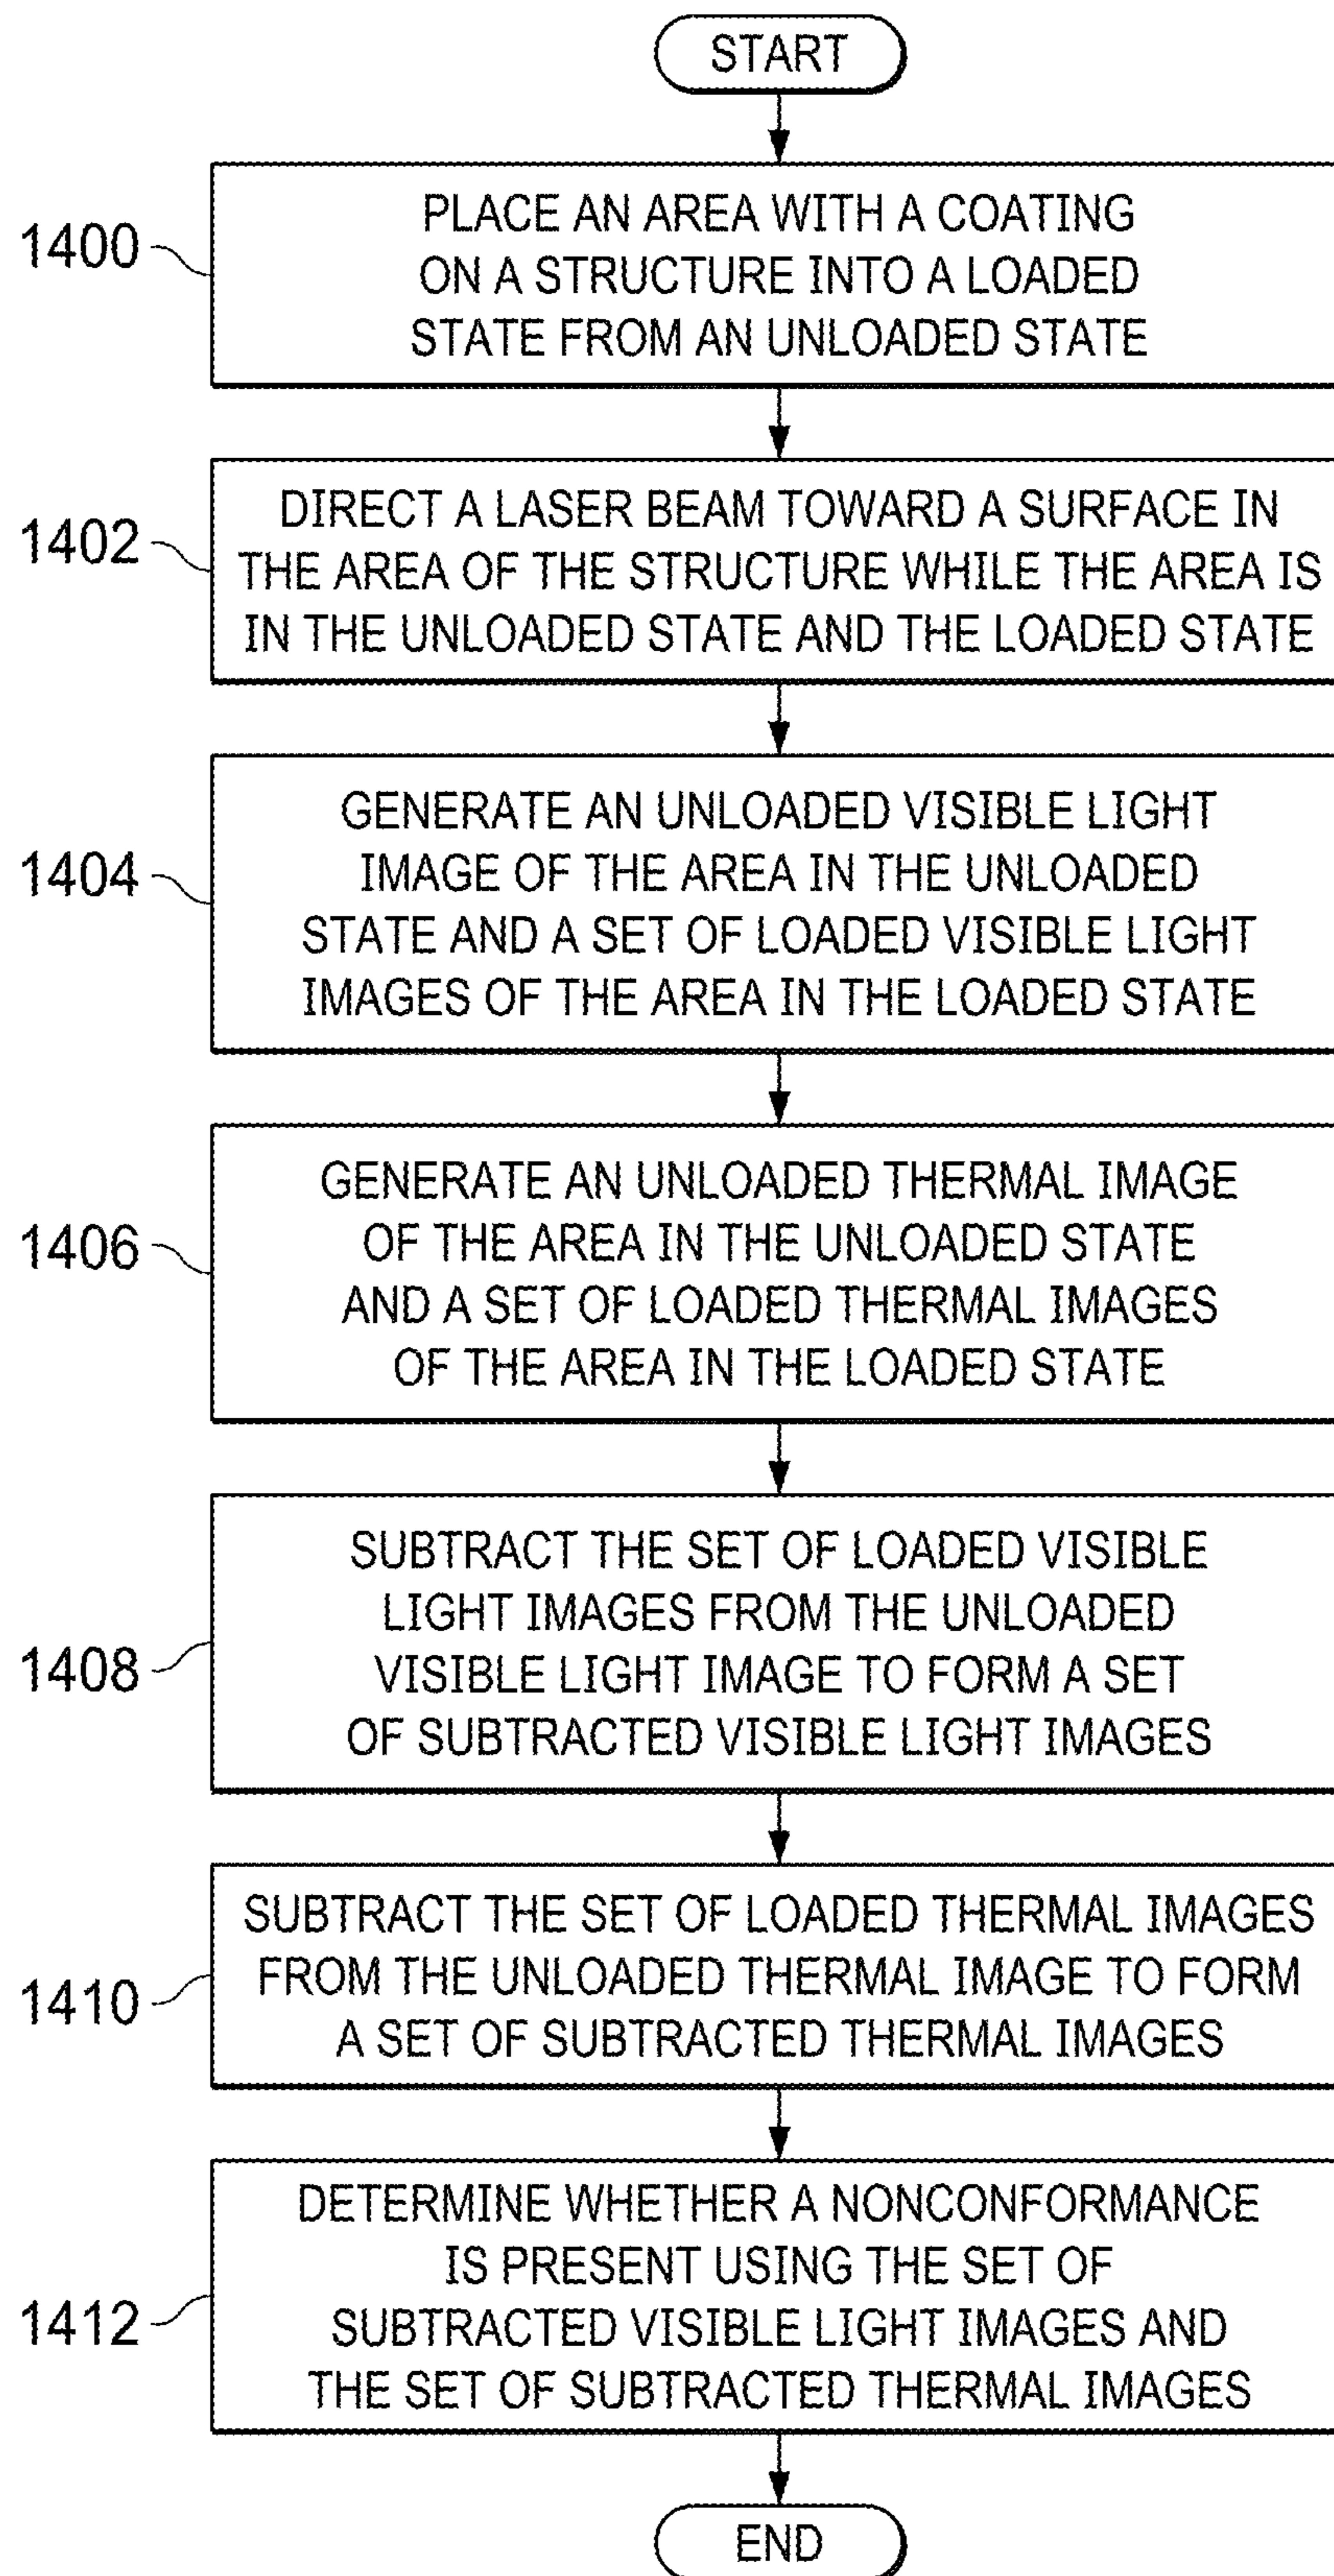 START
1400
PLACE AN AREA WITH A COATING
ON A STRUCTURE INTO A LOADED
STATE FROM AN UNLOADED STATE
1402
DIRECT A LASER BEAM TOWARD A SURFACE IN
THE AREA OF THE STRUCTURE WHILE THE AREA IS
IN THE UNLOADED STATE AND THE LOADED STATE
1404
GENERATE AN UNLOADED VISIBLE LIGHT
IMAGE OF THE AREA IN THE UNLOADED
STATE AND A SET OF LOADED VISIBLE LIGHT
IMAGES OF THE AREA IN THE LOADED STATE
1406
GENERATE AN UNLOADED THERMAL IMAGE
OF THE AREA IN THE UNLOADED STATE
AND A SET OF LOADED THERMAL IMAGES
OF THE AREA IN THE LOADED STATE
1408
SUBTRACT THE SET OF LOADED VISIBLE
LIGHT IMAGES FROM THE UNLOADED
VISIBLE LIGHT IMAGE TO FORM A SET
OF SUBTRACTED VISIBLE LIGHT IMAGES
1410
SUBTRACT THE SET OF LOADED THERMAL IMAGES
FROM THE UNLOADED THERMAL IMAGE TO FORM
A SET OF SUBTRACTED THERMAL IMAGES
1412
DETERMINE WHETHER A NONCONFORMANCE
IS PRESENT USING THE SET OF
SUBTRACTED VISIBLE LIGHT IMAGES AND
THE SET OF SUBTRACTED THERMAL IMAGES
END